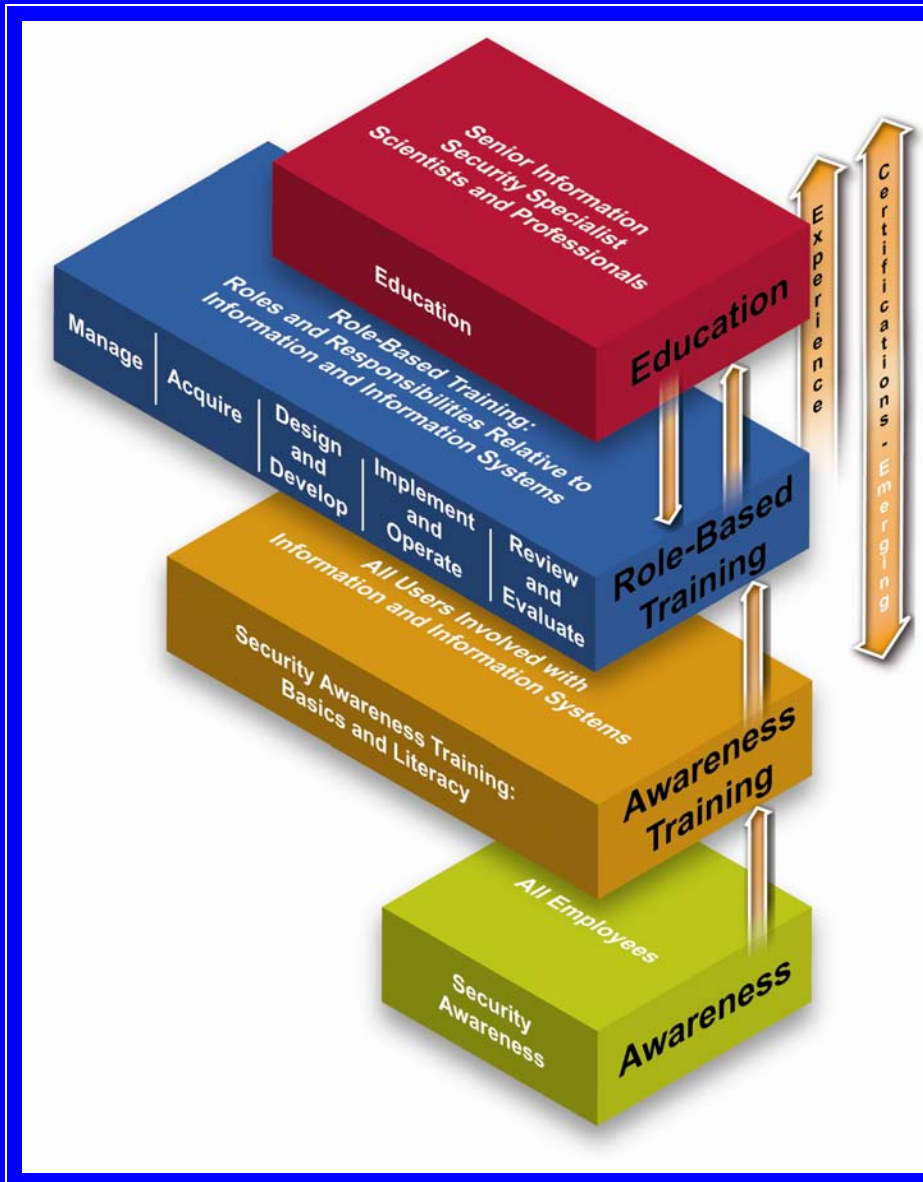 Senior Information
Security Specialist
Scientists and Professionals
Education
Education
Experience
Certifications - Emerging
Role-Based Training:
Roles and Responsibilities Relative to
Information and Information Systems
Manage
Acquire
Design
and
Develop
Implement
and
Operate
Review
and
Evaluate
Role-Based
Training
All Users Involved with
Information and Information Systems
Security Awareness Training:
Basics and Literacy
Awareness
Training
All Employees
Security
Awareness
Awareness